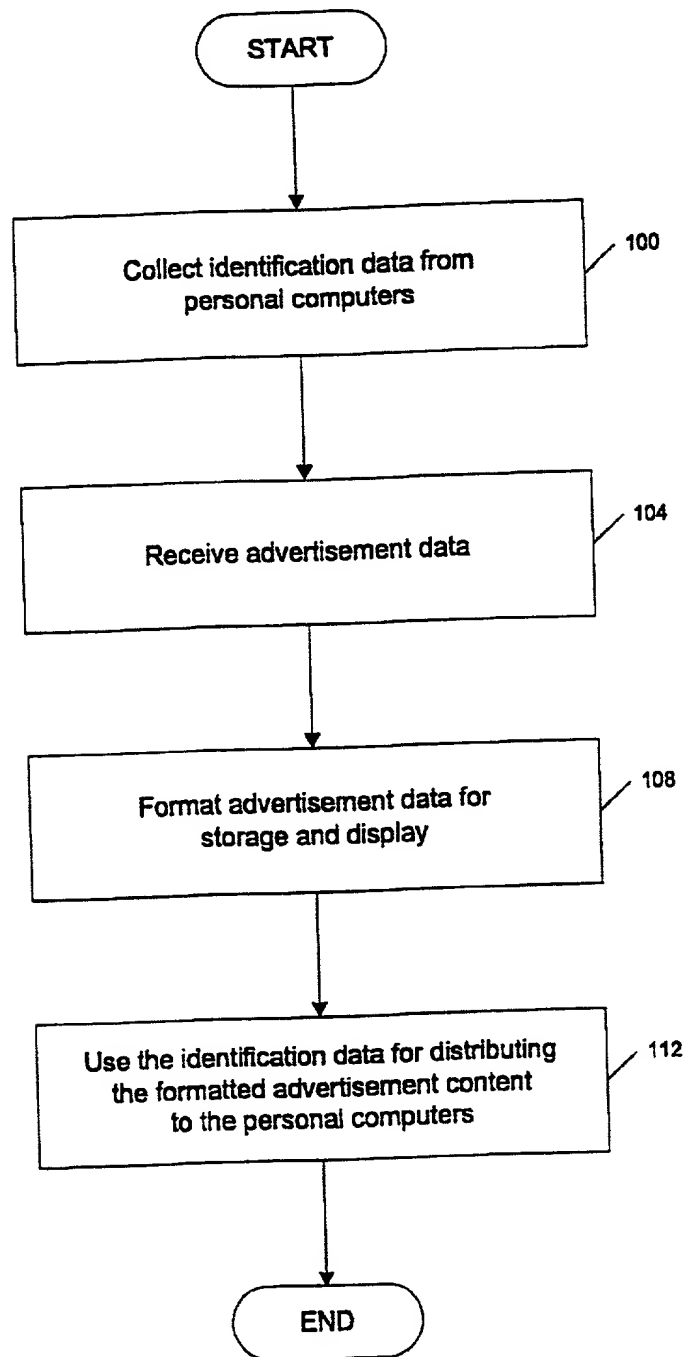 START
Collect identification data from
personal computers
100
Receive advertisement data
104
Format advertisement data for
storage and display
108
Use the identification data for distributing
the formatted advertisement content
to the personal computers
112
END